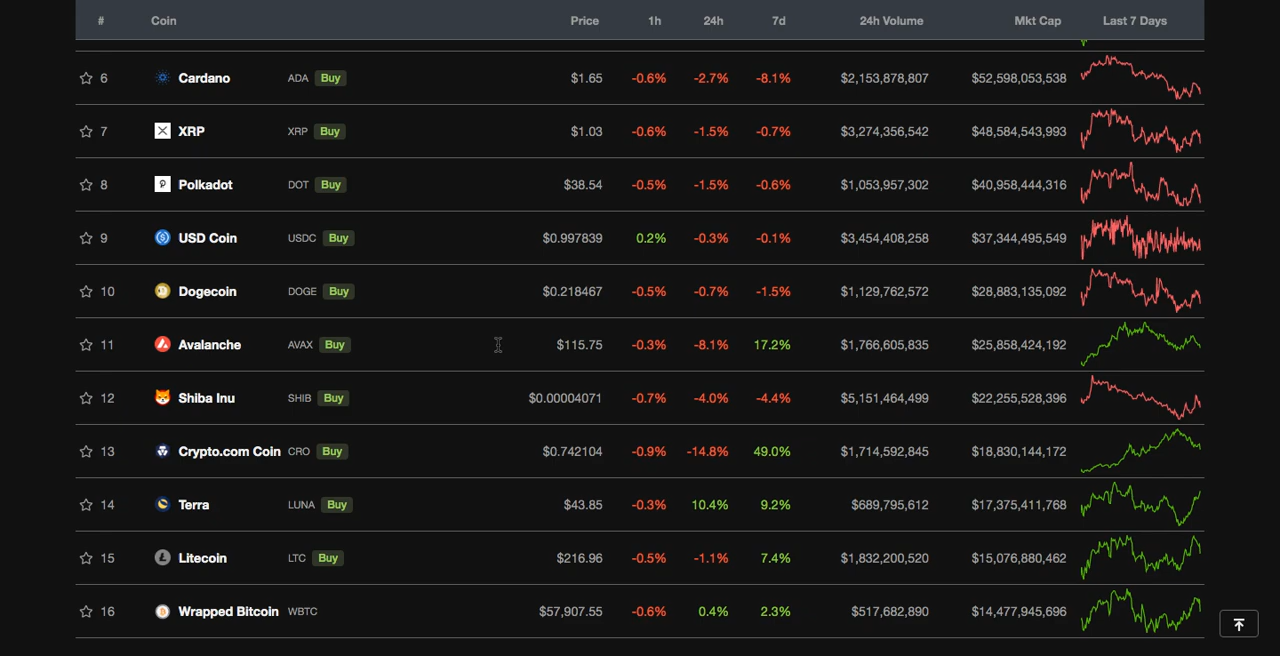 # Coin Price 1h 24h 7d 24h Volume Mkt Cap Last 7 Days
6 Cardano ADA Buy $1.65 -0.6% -2.7% -8.1% $2,153,878,807 $52,598,053,538
7 XRP XRP Buy $1.03 -0.6% -1.5% -0.7% $3,274,356,542 $48,584,543,993
8 Polkadot DOT Buy $38.54 -0.5% -1.5% -0.6% $1,053,957,302 $40,958,444,316
9 USD Coin USDC Buy $0.997839 0.2% -0.3% -0.1% $3,454,408,258 $37,344,495,549
10 Dogecoin DOGE Buy $0.218467 -0.5% -0.7% -1.5% $1,129,762,572 $28,883,135,092
11 Avalanche AVAX Buy $115.75 -0.3% -8.1% 17.2% $1,766,605,835 $25,858,424,192
12 Shiba Inu SHIB Buy $0.00004071 -0.7% -4.0% -4.4% $5,151,464,499 $22,255,528,396
13 Crypto.com Coin CRO Buy $0.742104 -0.9% -14.8% 49.0% $1,714,592,845 $18,830,144,172
14 Terra LUNA Buy $43.85 -0.3% 10.4% 9.2% $689,795,612 $17,375,411,768
15 Litecoin LTC Buy $216.96 -0.5% -1.1% 7.4% $1,832,200,520 $15,076,880,462
16 Wrapped Bitcoin WBTC $57,907.55 -0.6% 0.4% 2.3% $517,682,890 $14,477,945,696